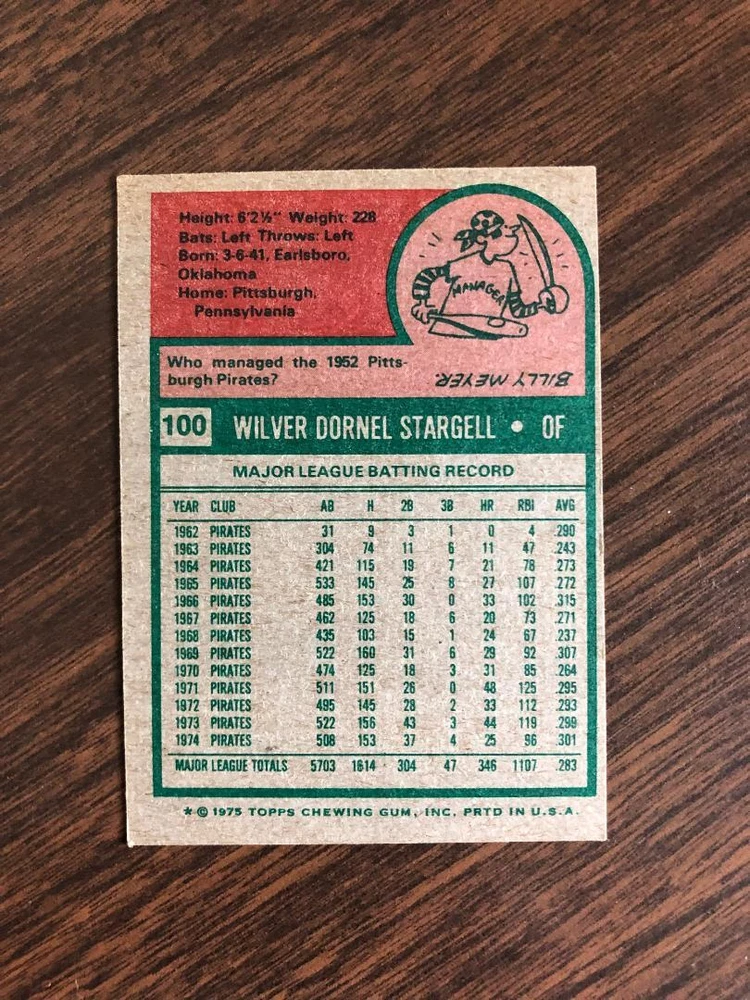 Height: 6'2½" Weight: 228
Bats: Left Throws: Left
Born: 3-6-41, Earlsboro,
Oklahoma
Home: Pittsburgh,
Pennsylvania
MANAGER
Who managed the 1952 Pitts-
burgh Pirates?
BILLY MEYER.
100 WILVER DORNEL STARGELL • OF
MAJOR LEAGUE BATTING RECORD
YEAR CLUB AB H 2B 3B HR RBI AVG
1962 PIRATES 31 9 3 1 0 4 .290
1963 PIRATES 304 74 11 6 11 47 .243
1964 PIRATES 421 115 19 7 21 78 .273
1965 PIRATES 533 145 25 8 27 107 .272
1966 PIRATES 485 153 30 0 33 102 .315
1967 PIRATES 462 125 18 6 20 73 .271
1968 PIRATES 435 103 15 1 24 67 .237
1969 PIRATES 522 160 31 6 29 92 .307
1970 PIRATES 474 125 18 3 31 85 .264
1971 PIRATES 511 151 26 0 48 125 .295
1972 PIRATES 495 145 28 2 33 112 .293
1973 PIRATES 522 156 43 3 44 119 .299
1974 PIRATES 508 153 37 4 25 96 .301
MAJOR LEAGUE TOTALS 5703 1614 304 47 346 1107 .283
* © 1975 TOPPS CHEWING GUM, INC. PRTD IN U.S.A.